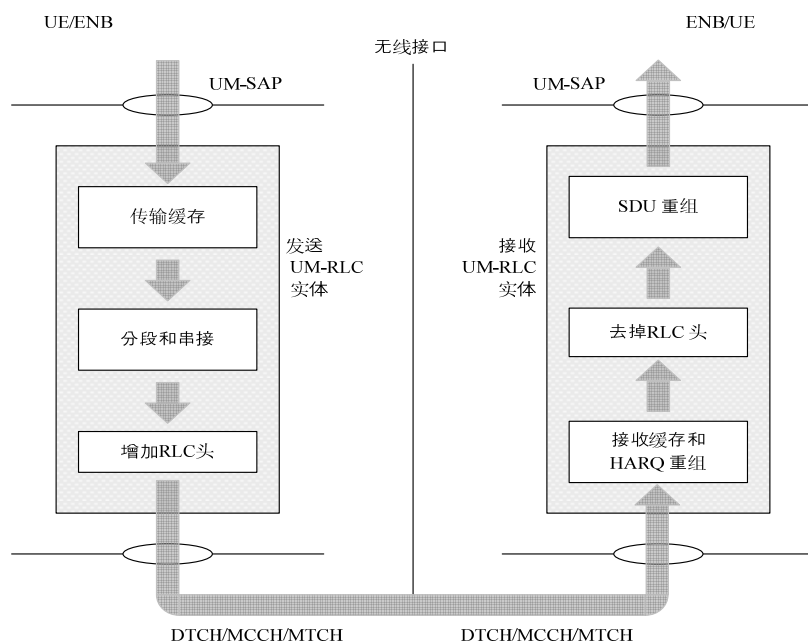 UE/ENB
ENB/UE
无线接口
UM-SAP
UM-SAP
传输缓存
分段和串接
增加RLC头
发送
UM-RLC
实体
接收
UM-RLC
实体
SDU 重组
去掉RLC 头
接收缓存和
HARQ 重组
DTCH/MCCH/MTCH
DTCH/MCCH/MTCH